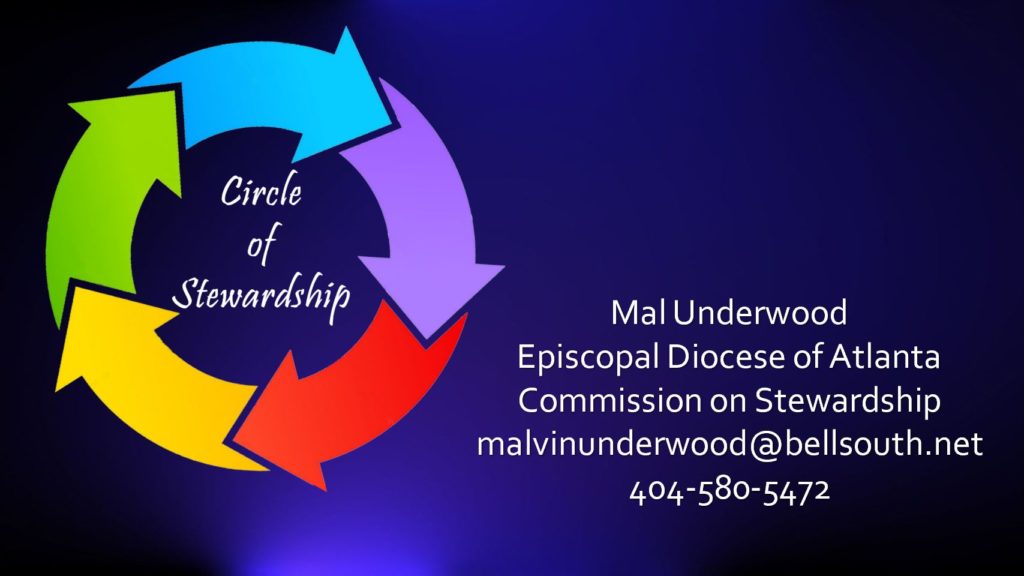 Circle
of
Stewardship
Mal Underwood
Episcopal Diocese of Atlanta
Commission on Stewardship
malvinunderwood@bellsouth.net
404-580-5472